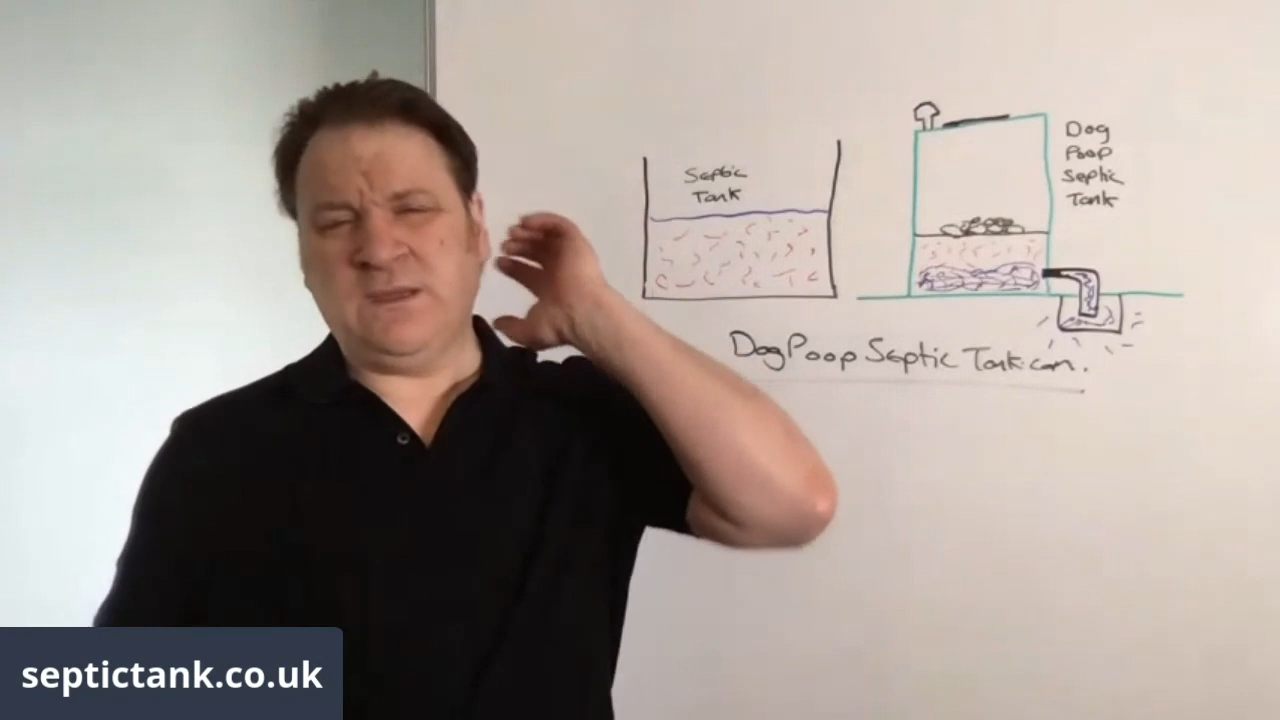 Septic
Tank
Dog
Poop
Septic
Tank
Dog Poop Septic Tank.com.
septictank.co.uk